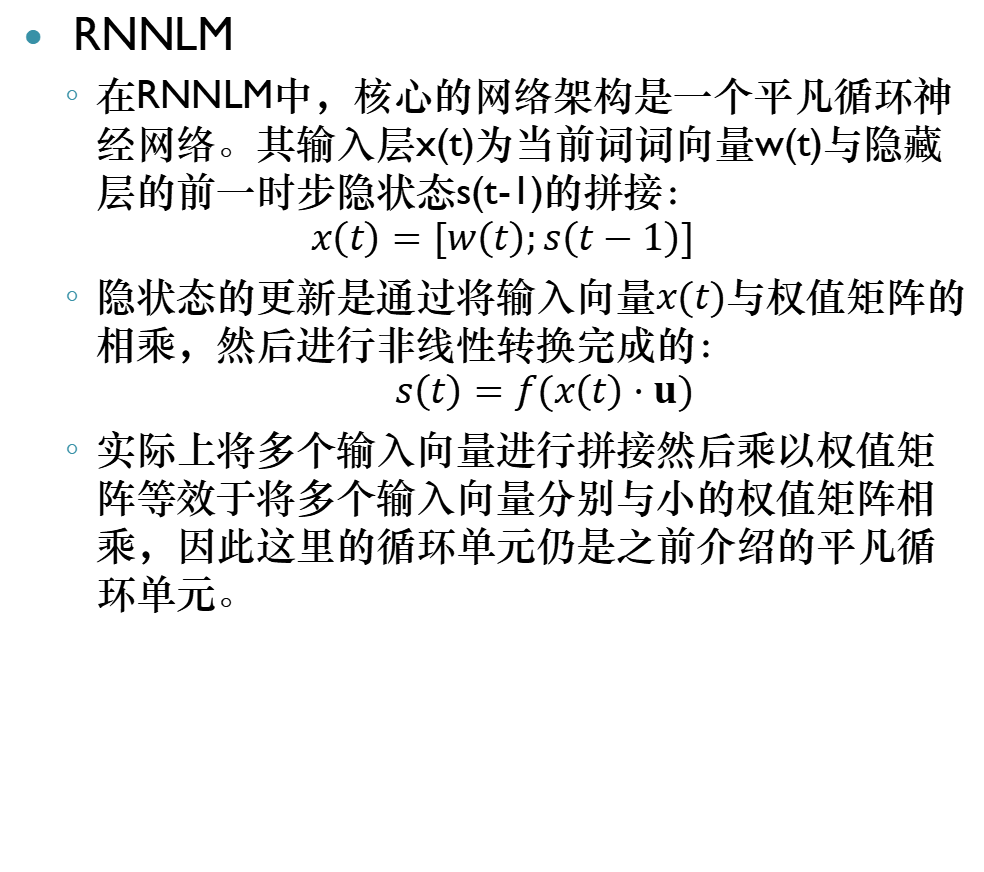 RNNLM
在RNNLM中，核心的网络架构是一个平凡循环神
经网络。其输入层x(t)为当前词词向量w(t)与隐藏
层的前一时步隐状态s(t-1)的拼接：
x(t) = [w(t); s(t − 1)]
隐状态的更新是通过将输入向量x(t)与权值矩阵的
相乘，然后进行非线性转换完成的：
s(t) = f(x(t) · u)
实际上将多个输入向量进行拼接然后乘以权值矩
阵等效于将多个输入向量分别与小的权值矩阵相
乘，因此这里的循环单元仍是之前介绍的平凡循
环单元。